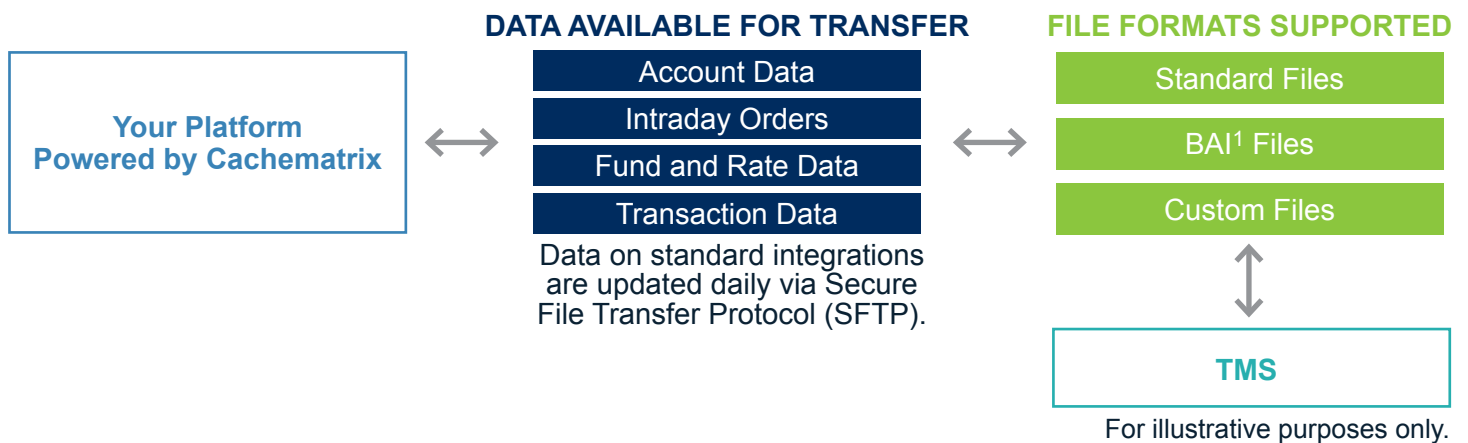 DATA AVAILABLE FOR TRANSFER
FILE FORMATS SUPPORTED
Your Platform
Powered by Cachematrix
Account Data
Intraday Orders
Fund and Rate Data
Transaction Data
Data on standard integrations
are updated daily via Secure
File Transfer Protocol (SFTP).
Standard Files
BAI¹ Files
Custom Files
TMS
For illustrative purposes only.